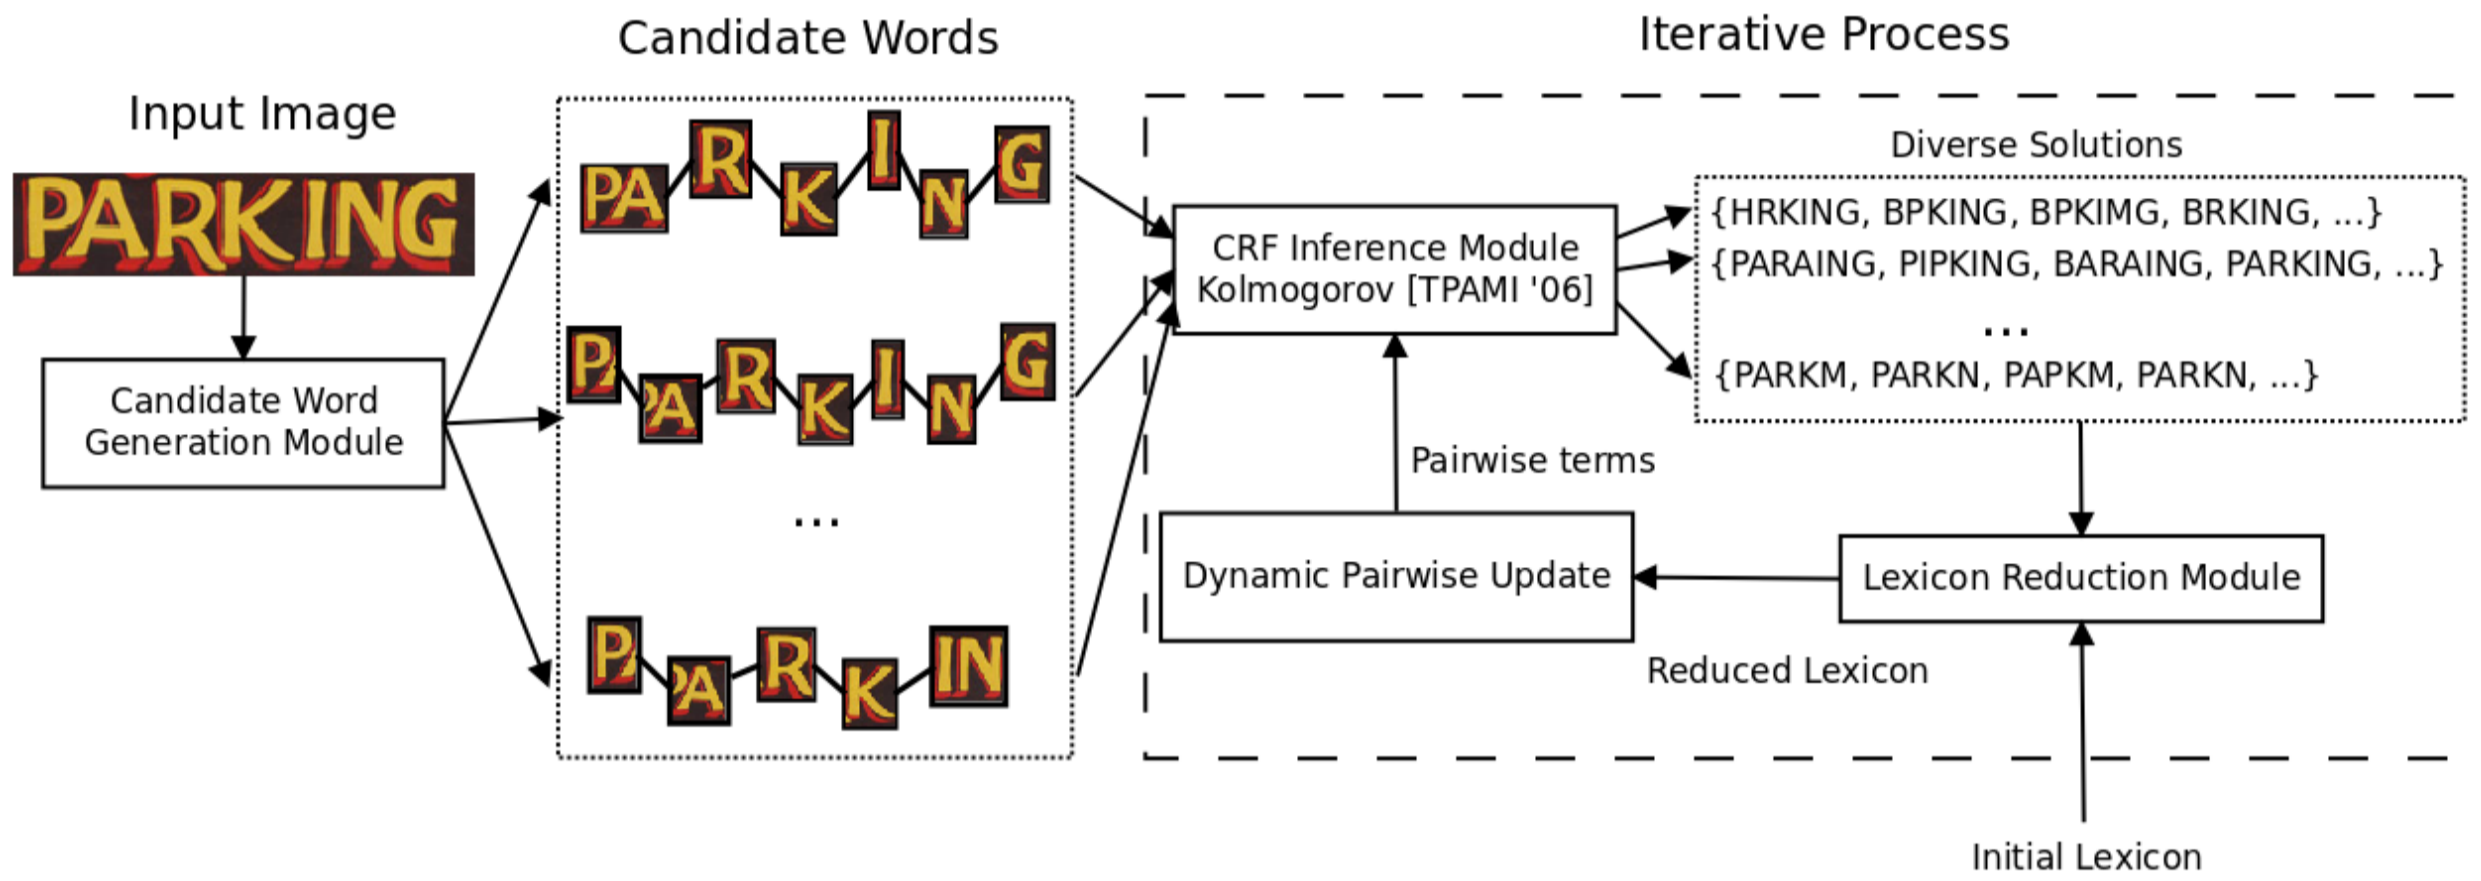 Input Image
PARKING
Candidate Word
Generation Module
Candidate Words
PA R K I N G
P A R K I N G
...
P A R K IN
Iterative Process
CRF Inference Module
Kolmogorov [TPAMI '06]
Diverse Solutions
{HRKING, BPKING, BPKIMG, BRKING, ...}
{PARAING, PIPKING, BARAING, PARKING, ...}
...
{PARKM, PARKN, PAPKM, PARKN, ...}
Pairwise terms
Dynamic Pairwise Update
Lexicon Reduction Module
Reduced Lexicon
Initial Lexicon